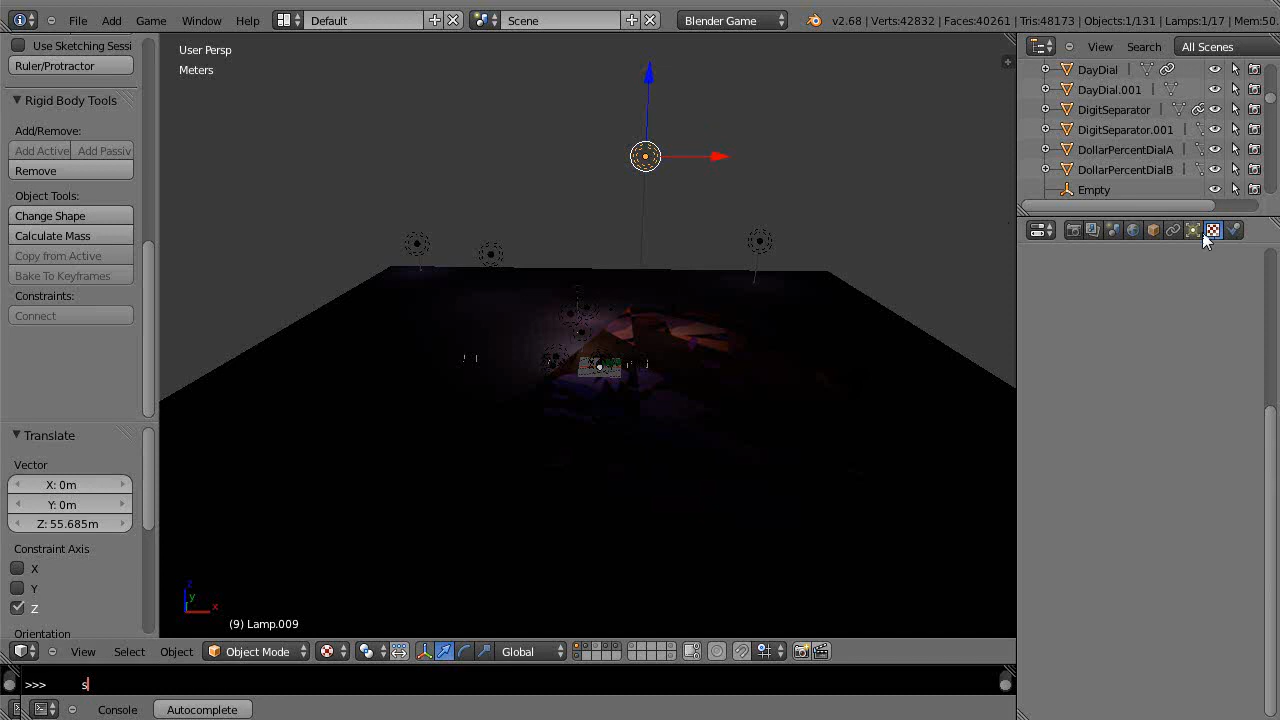 File Add Game Window Help Default Scene Blender Game v2.68 | Verts:42632 | Faces:40261 | Tris:48173 | Objects:1/131 | Lamps:1/17 | Mem:50
Use Sketching Sessi
Ruler/Protractor
Rigid Body Tools
Add/Remove:
Add Active Add Passiv
Remove
Object Tools:
Change Shape
Calculate Mass
Copy from Active
Bake To Keyframes
Constraints:
Connect
Translate
Vector
X: 0m
Y: 0m
Z: 55.685m
Constraint Axis
X
Y
Z
Orientation
User Persp
Meters
z
y
x
(9) Lamp.009
View Select Object Object Mode Global
>>> s
Console Autocomplete
View Search All Scenes
DayDial
DayDial.001
DigitSeparator
DigitSeparator.001
DollarPercentDialA
DollarPercentDialB
Empty